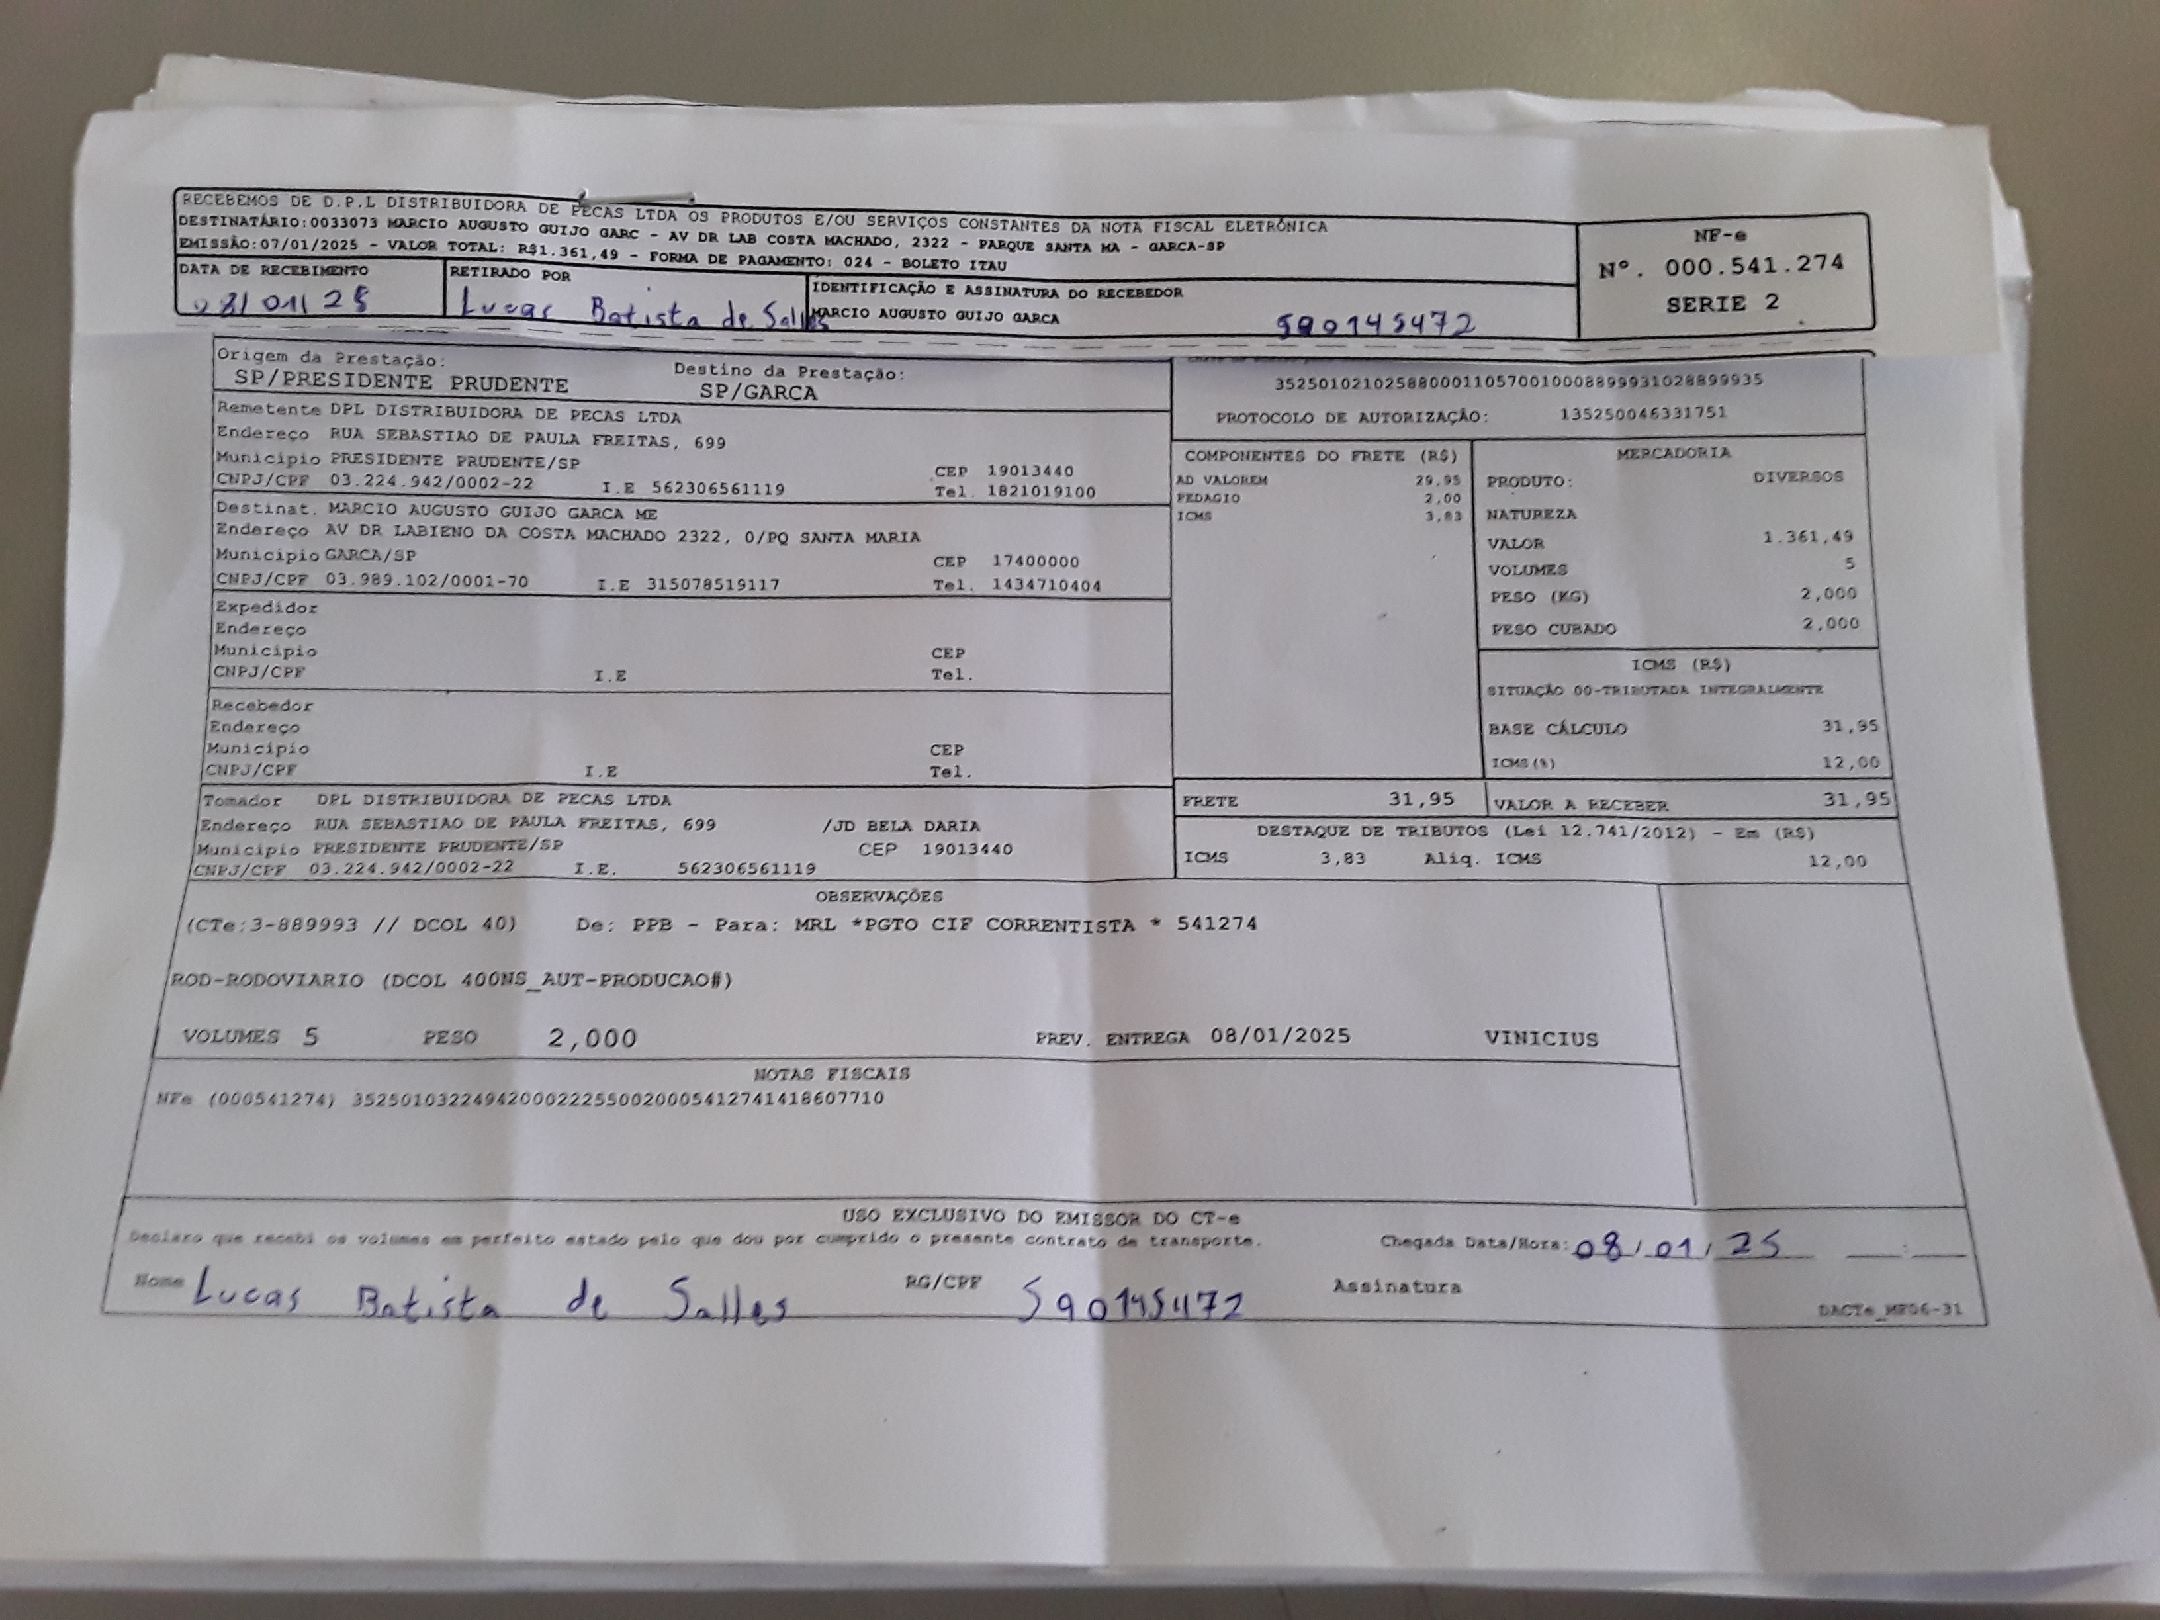 RECEBEMOS DE D.P.L DISTRIBUIDORA DE PECAS LTDA OS PRODUTOS E/OU SERVIÇOS CONSTANTES DA NOTA FISCAL ELETRÔNICA
DESTINATÁRIO:0033073 MARCIO AUGUSTO GUIJO GARC - AV DR LAB COSTA MACHADO, 2322 - PARQUE SANTA MA - GARCA-SP
EMISSÃO:07/01/2025 - VALOR TOTAL: R$1.361,49 - FORMA DE PAGAMENTO: 024 - BOLETO ITAU
NF-e
Nº. 000.541.274
SERIE 2
DATA DE RECEBIMENTO
08/01/25
RETIRADO POR
Lucas Batista de Salles
IDENTIFICAÇÃO E ASSINATURA DO RECEBEDOR
MARCIO AUGUSTO GUIJO GARCA 590145472
Origem da Prestação: Destino da Prestação:
SP/PRESIDENTE PRUDENTE SP/GARCA
Remetente DPL DISTRIBUIDORA DE PECAS LTDA
Endereço RUA SEBASTIAO DE PAULA FREITAS, 699
Município PRESIDENTE PRUDENTE/SP CEP 19013440
CNPJ/CPF 03.224.942/0002-22 I.E 562306561119 Tel. 1821019100
Destinat. MARCIO AUGUSTO GUIJO GARCA ME
Endereço AV DR LABIENO DA COSTA MACHADO 2322, 0/PQ SANTA MARIA
Município GARCA/SP CEP 17400000
CNPJ/CPF 03.989.102/0001-70 I.E 315078519117 Tel. 1434710404
Expedidor
Endereço
Município CEP
CNPJ/CPF I.E Tel.
Recebedor
Endereço
Município CEP
CNPJ/CPF I.E Tel.
Tomador DPL DISTRIBUIDORA DE PECAS LTDA
Endereço RUA SEBASTIAO DE PAULA FREITAS, 699 /JD BELA DARIA
Município PRESIDENTE PRUDENTE/SP CEP 19013440
CNPJ/CPF 03.224.942/0002-22 I.E. 562306561119
35250102102588000110570010008899931028899935
PROTOCOLO DE AUTORIZAÇÃO: 135250046331751
COMPONENTES DO FRETE (R$)
AD VALOREM 29,95
PEDAGIO 2,00
ICMS 3,83
MERCADORIA
PRODUTO: DIVERSOS
NATUREZA
VALOR 1.361,49
VOLUMES 5
PESO (KG) 2,000
PESO CUBADO 2,000
ICMS (R$)
SITUAÇÃO 00-TRIBUTADA INTEGRALMENTE
BASE CÁLCULO 31,95
ICMS(%) 12,00
FRETE 31,95 VALOR A RECEBER 31,95
DESTAQUE DE TRIBUTOS (Lei 12.741/2012) - Em (R$)
ICMS 3,83 Aliq. ICMS 12,00
OBSERVAÇÕES
(CTe:3-889993 // DCOL 40) De: PPB - Para: MRL *PGTO CIF CORRENTISTA * 541274
ROD-RODOVIARIO (DCOL 400NS_AUT-PRODUCAO#)
VOLUMES 5 PESO 2,000 PREV. ENTREGA 08/01/2025 VINICIUS
NOTAS FISCAIS
NFe (000541274) 35250103224942000222550020005412741418607710
USO EXCLUSIVO DO EMISSOR DO CT-e
Declaro que recebi os volumes em perfeito estado pelo que dou por cumprido o presente contrato de transporte. Chegada Data/Hora: 08/01/25 __:__
Nome Lucas Batista de Salles RG/CPF 590145472 Assinatura
DACTe_MP06-31